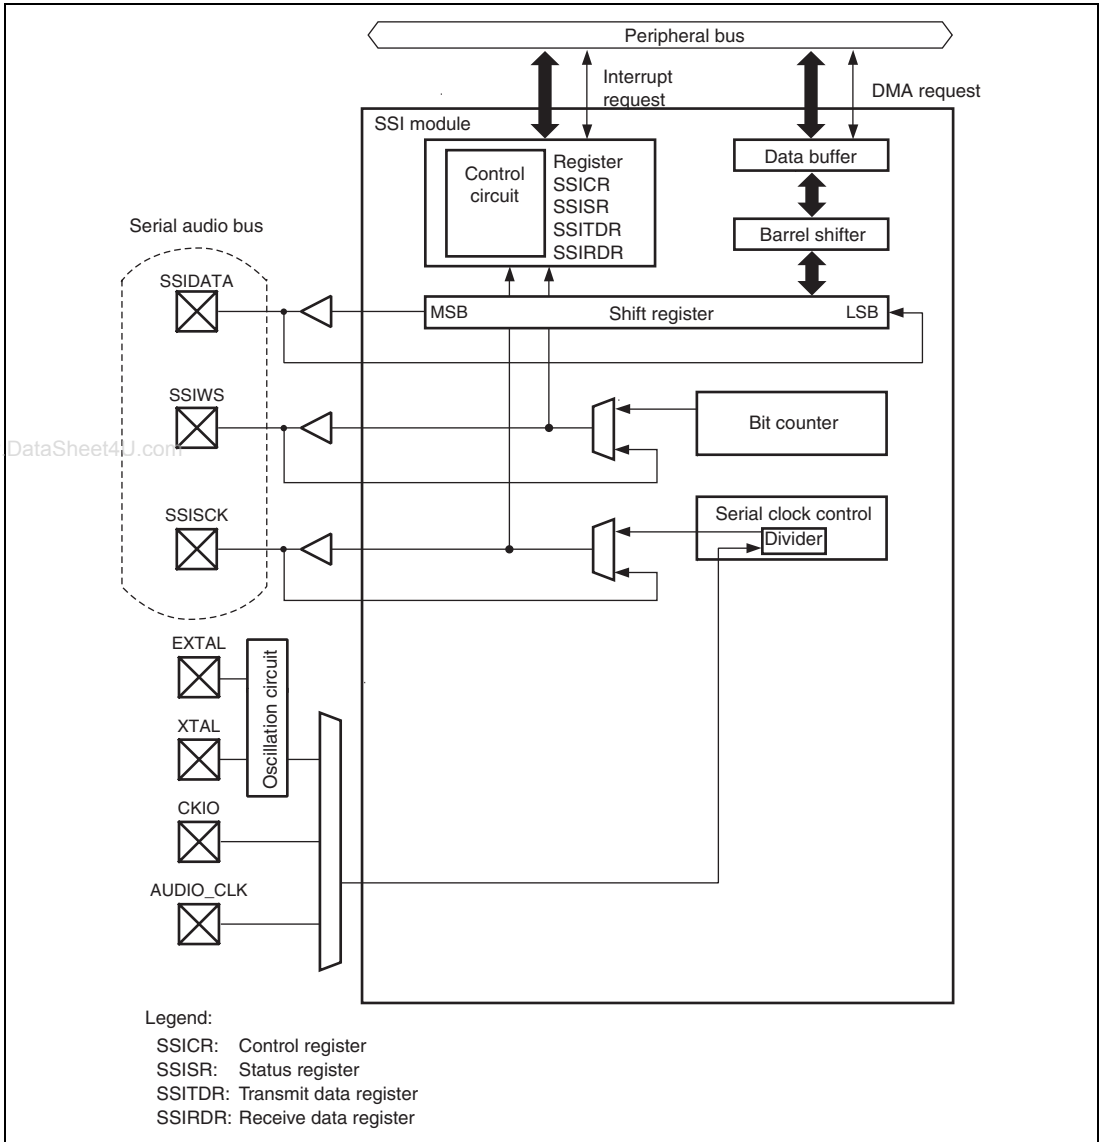 Peripheral bus
Interrupt
request
DMA request
SSI module
Control
circuit
Register
SSICR
SSISR
SSITDR
SSIRDR
Data buffer
Barrel shifter
Serial audio bus
SSIDATA
MSB
Shift register
LSB
SSIWS
Bit counter
DataSheet4U.com
SSISCK
Serial clock control
Divider
EXTAL
Oscillation circuit
XTAL
CKIO
AUDIO_CLK
Legend:
SSICR: Control register
SSISR: Status register
SSITDR: Transmit data register
SSIRDR: Receive data register